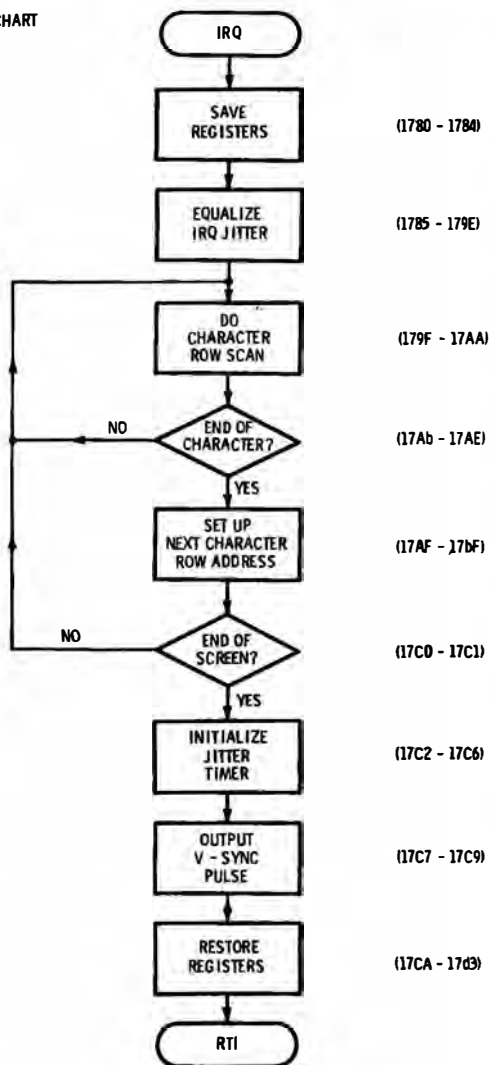 CHART
IRQ
SAVE
REGISTERS
(1780 - 1784)
EQUALIZE
IRQ JITTER
(1785 - 179E)
DO
CHARACTER
ROW SCAN
(179F - 17AA)
NO
END OF
CHARACTER?
(17Ab - 17AE)
YES
SET UP
NEXT CHARACTER
ROW ADDRESS
(17AF - 17bF)
NO
END OF
SCREEN?
(17C0 - 17C1)
YES
INITIALIZE
JITTER
TIMER
(17C2 - 17C6)
OUTPUT
V - SYNC
PULSE
(17C7 - 17C9)
RESTORE
REGISTERS
(17CA - 17d3)
RTI